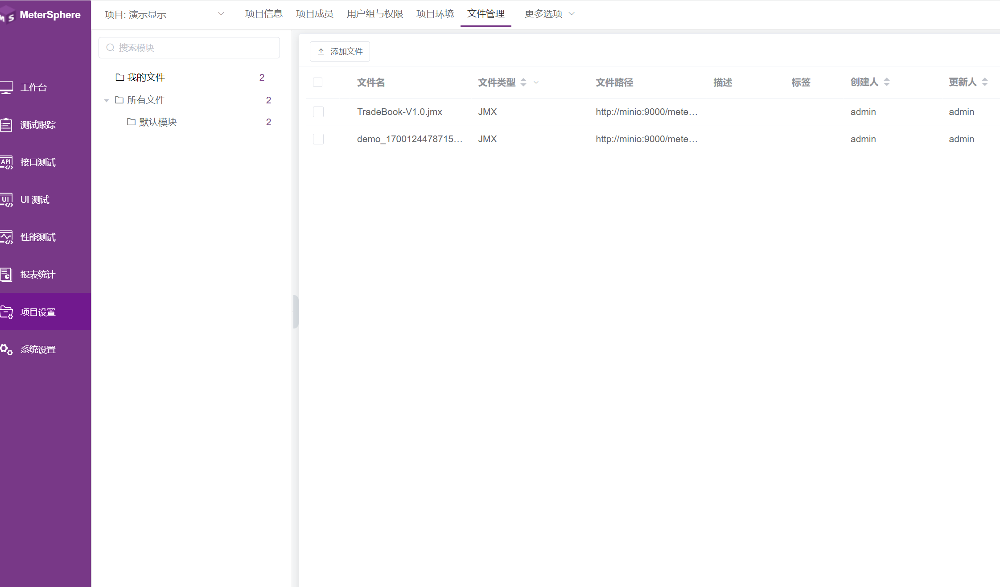 MeterSphere
工作台
测试跟踪
API 接口测试
UI UI 测试
性能测试
报表统计
项目设置
系统设置
项目: 演示显示
项目信息 项目成员 用户组与权限 项目环境 文件管理 更多选项
搜索模块
我的文件 2
所有文件 2
默认模块 2
添加文件
文件名 文件类型 文件路径 描述 标签 创建人 更新人
TradeBook-V1.0.jmx JMX http://minio:9000/mete… admin admin
demo_1700124478715… JMX http://minio:9000/mete… admin admin